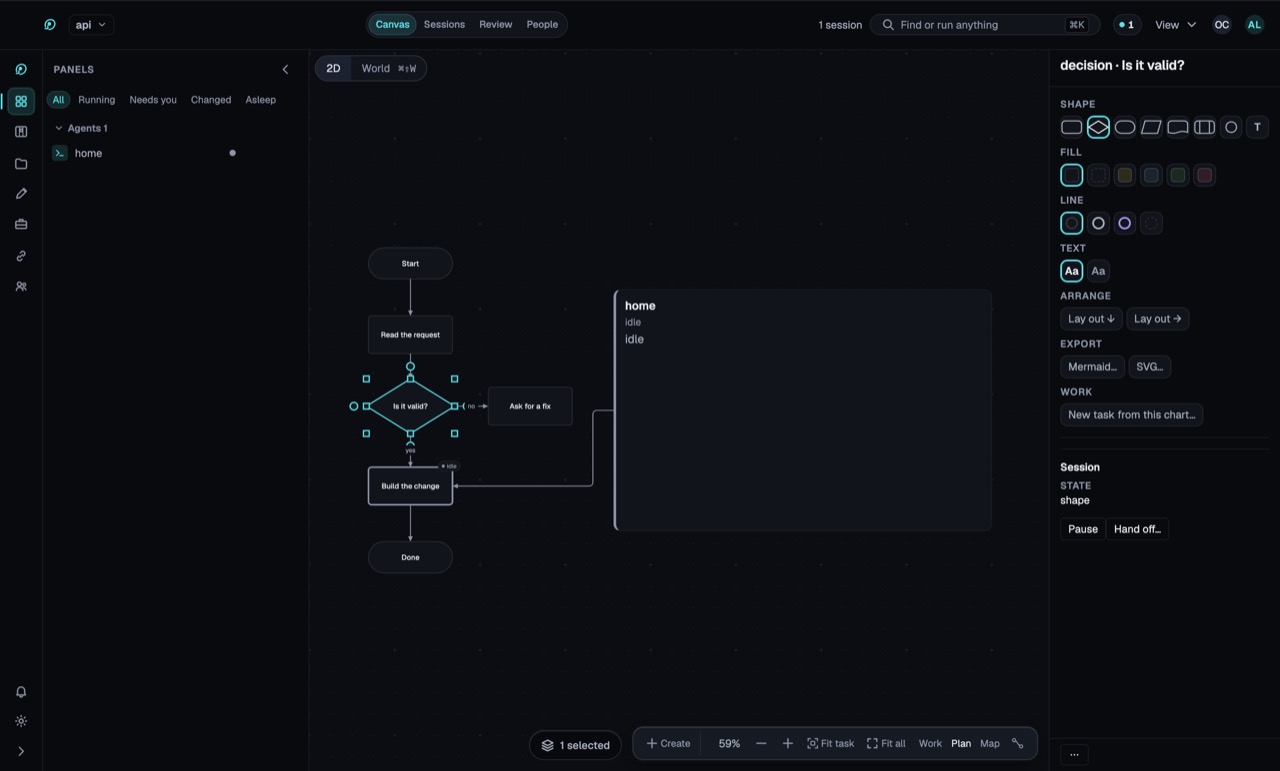 api
Canvas Sessions Review People
1 session
Find or run anything ⌘K
1
View
OC
AL
PANELS
All Running Needs you Changed Asleep
Agents 1
home
2D World ⌘⇧W
Start
Read the request
Is it valid?
no
Ask for a fix
yes
idle
Build the change
Done
home
idle
idle
1 selected
Create 59% Fit task Fit all Work Plan Map
decision · Is it valid?
SHAPE
T
FILL
LINE
TEXT
Aa Aa
ARRANGE
Lay out ↓ Lay out →
EXPORT
Mermaid… SVG…
WORK
New task from this chart…
Session
STATE
shape
Pause Hand off…
…